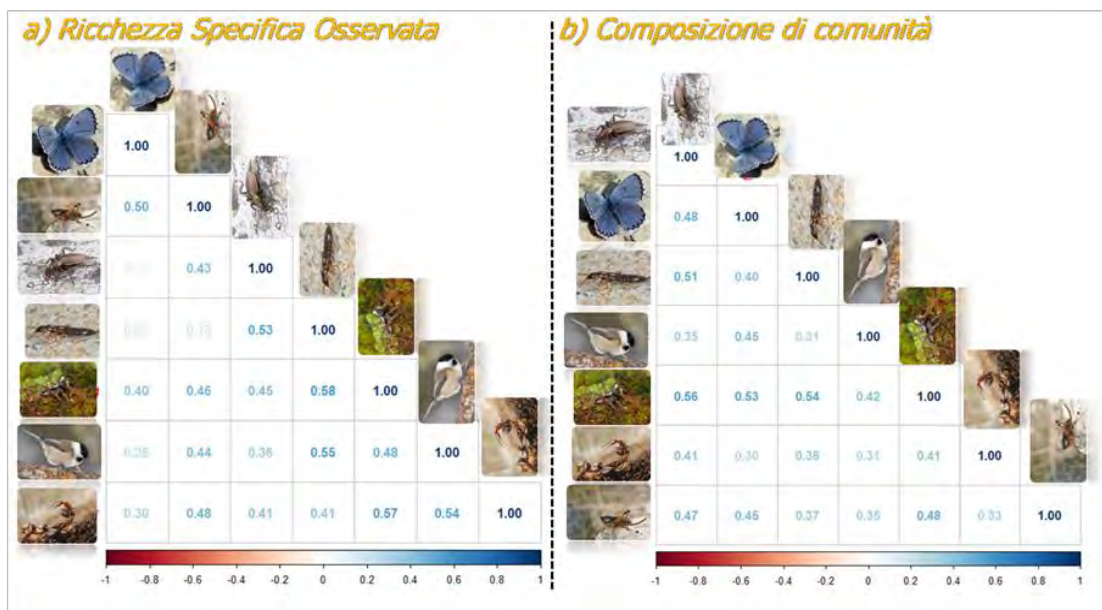 a) Ricchezza Specifica Osservata
b) Composizione di comunità
1.00
0.50 1.00
0.43 1.00
0.53 1.00
0.40 0.46 0.45 0.58 1.00
0.44 0.36 0.55 0.48 1.00
0.30 0.48 0.41 0.41 0.57 0.54 1.00
-1 -0.8 -0.6 -0.4 -0.2 0 0.2 0.4 0.6 0.8 1
1.00
0.48 1.00
0.51 0.40 1.00
0.35 0.45 0.31 1.00
0.56 0.53 0.54 0.42 1.00
0.41 0.30 0.38 0.31 0.41 1.00
0.47 0.45 0.37 0.35 0.48 0.33 1.00
-1 -0.8 -0.6 -0.4 -0.2 0 0.2 0.4 0.6 0.8 1